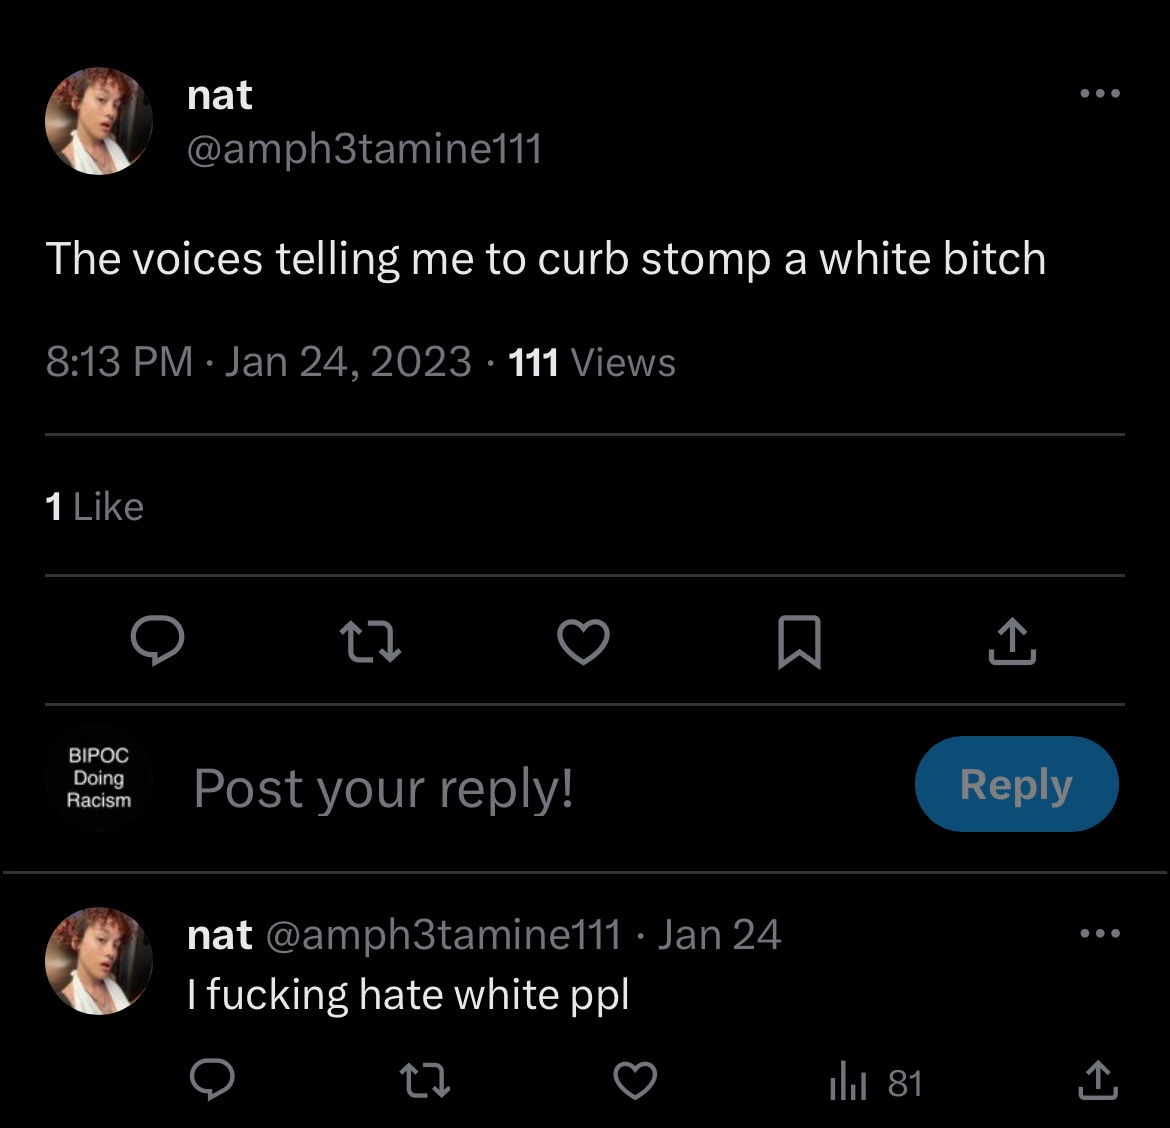 nat
@amph3tamine111
The voices telling me to curb stomp a white bitch
8:13 PM · Jan 24, 2023 · 111 Views
1 Like
BIPOC
Doing
Racism
Post your reply!
Reply
nat @amph3tamine111 · Jan 24
I fucking hate white ppl
81